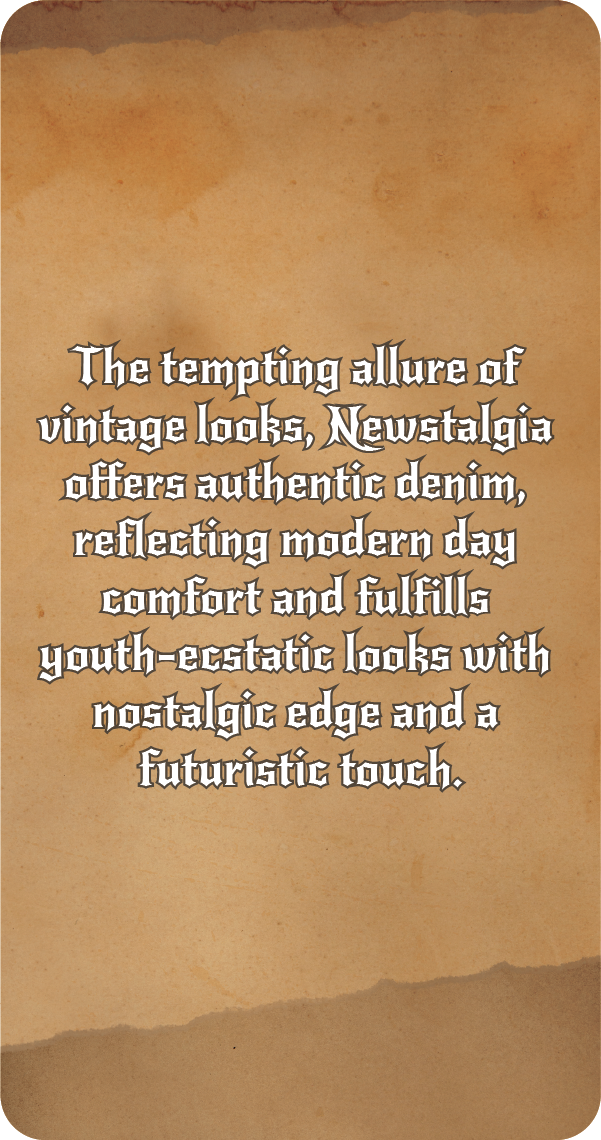 The tempting allure of
vintage looks, Newstalgia
offers authentic denim,
reflecting modern day
comfort and fulfills
youth-ecstatic looks with
nostalgic edge and a
futuristic touch.